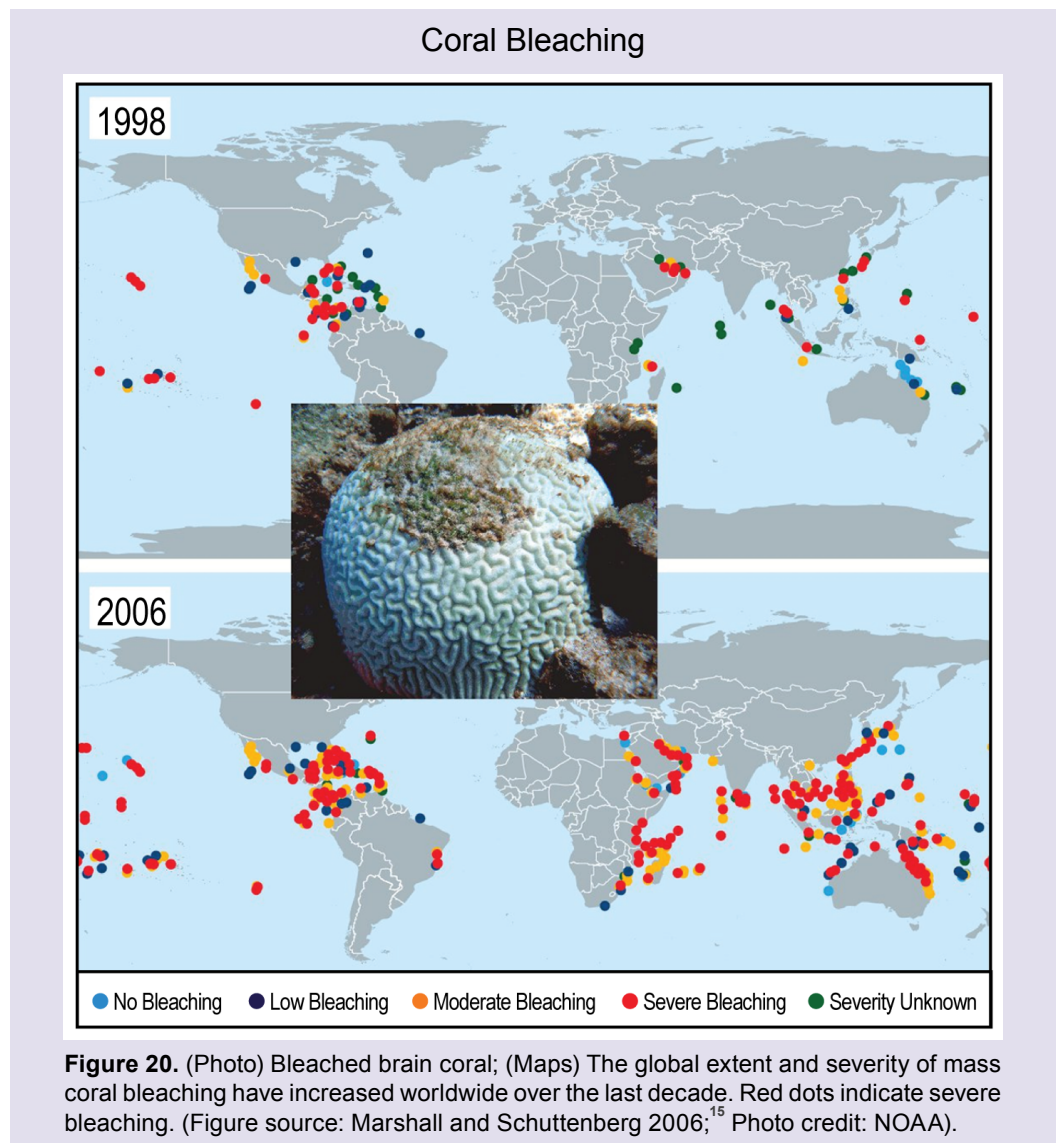 Coral Bleaching
1998
2006
No Bleaching
Low Bleaching
Moderate Bleaching
Severe Bleaching
Severity Unknown
Figure 20. (Photo) Bleached brain coral; (Maps) The global extent and severity of mass
coral bleaching have increased worldwide over the last decade. Red dots indicate severe
bleaching. (Figure source: Marshall and Schuttenberg 2006;15 Photo credit: NOAA).